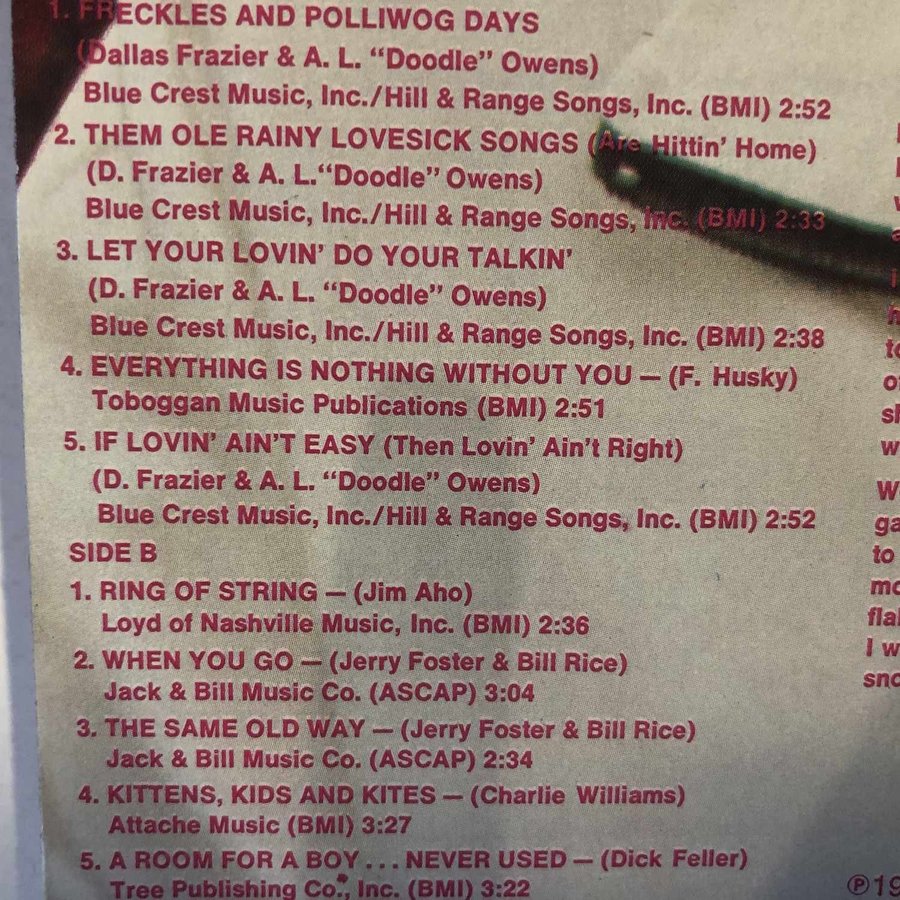 1. FRECKLES AND POLLIWOG DAYS
(Dallas Frazier & A. L. “Doodle” Owens)
Blue Crest Music, Inc./Hill & Range Songs, Inc. (BMI) 2:52
2. THEM OLE RAINY LOVESICK SONGS (Are Hittin’ Home)
(D. Frazier & A. L.“Doodle” Owens)
Blue Crest Music, Inc./Hill & Range Songs, Inc. (BMI) 2:33
3. LET YOUR LOVIN’ DO YOUR TALKIN’
(D. Frazier & A. L. “Doodle” Owens)
Blue Crest Music, Inc./Hill & Range Songs, Inc. (BMI) 2:38
4. EVERYTHING IS NOTHING WITHOUT YOU — (F. Husky)
Toboggan Music Publications (BMI) 2:51
5. IF LOVIN’ AIN’T EASY (Then Lovin’ Ain’t Right)
(D. Frazier & A. L. “Doodle” Owens)
Blue Crest Music, Inc./Hill & Range Songs, Inc. (BMI) 2:52
SIDE B
1. RING OF STRING — (Jim Aho)
Loyd of Nashville Music, Inc. (BMI) 2:36
2. WHEN YOU GO — (Jerry Foster & Bill Rice)
Jack & Bill Music Co. (ASCAP) 3:04
3. THE SAME OLD WAY — (Jerry Foster & Bill Rice)
Jack & Bill Music Co. (ASCAP) 2:34
4. KITTENS, KIDS AND KITES — (Charlie Williams)
Attache Music (BMI) 3:27
5. A ROOM FOR A BOY . . . NEVER USED — (Dick Feller)
Tree Publishing Co., Inc. (BMI) 3:22
to
I
℗19